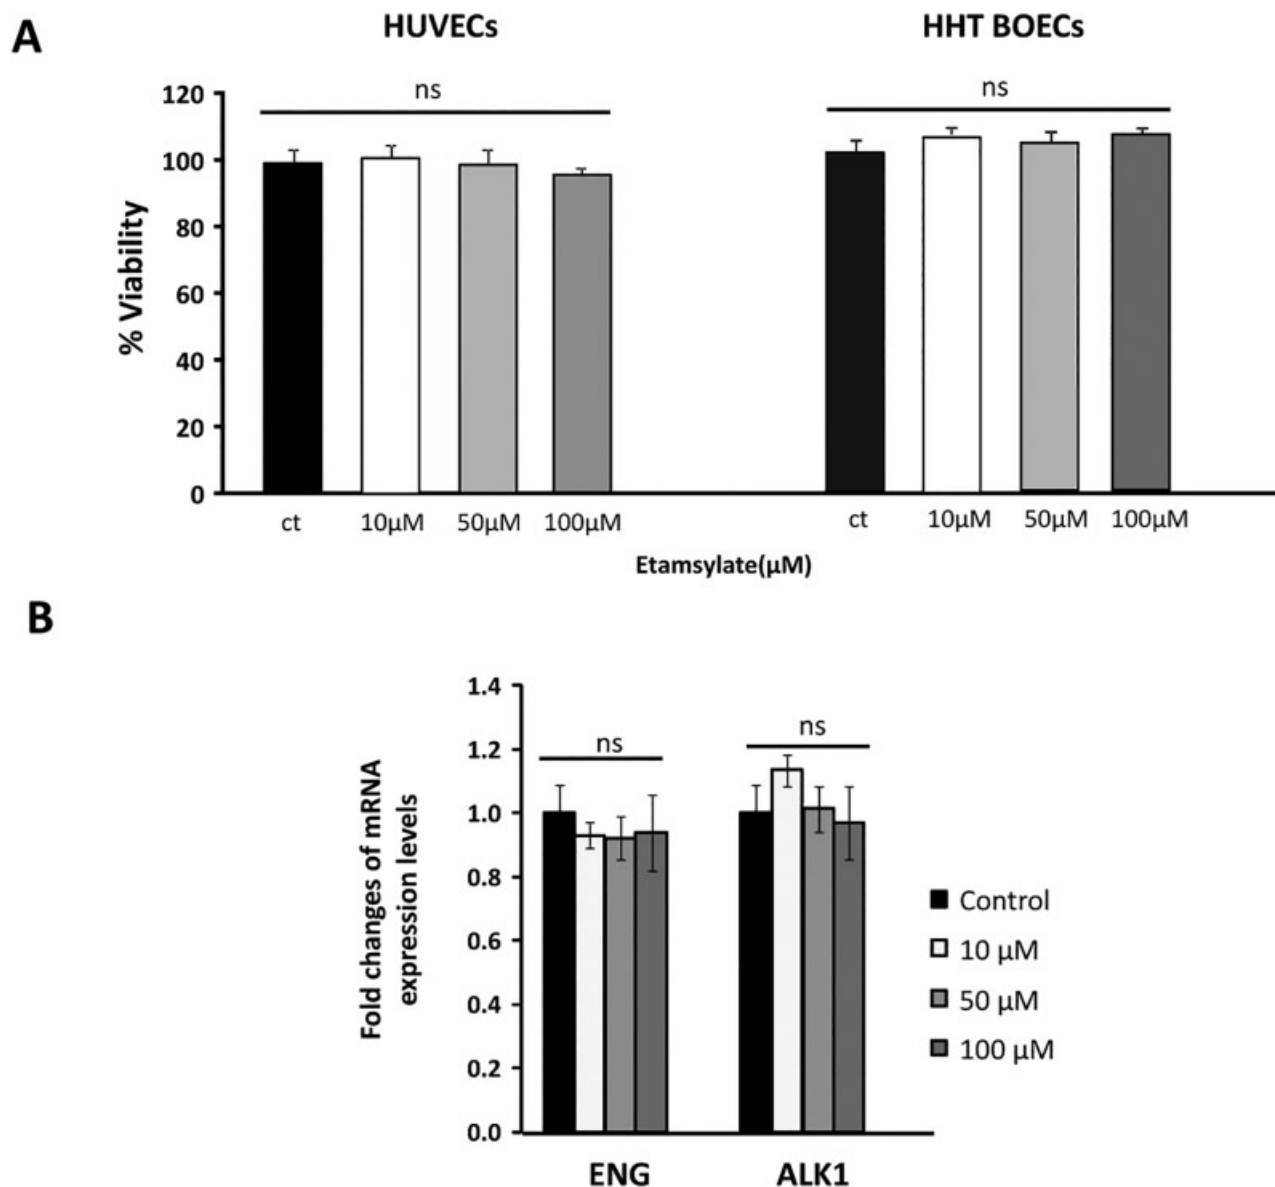 A
HUVECs
HHT BOECs
ns
ns
120
100
80
60
40
20
0
% Viability
ct 10µM 50µM 100µM
ct 10µM 50µM 100µM
Etamsylate(µM)
B
1.4
1.2
1.0
0.8
0.6
0.4
0.2
0.0
Fold changes of mRNA
expression levels
ns
ns
ENG
ALK1
Control
10 µM
50 µM
100 µM